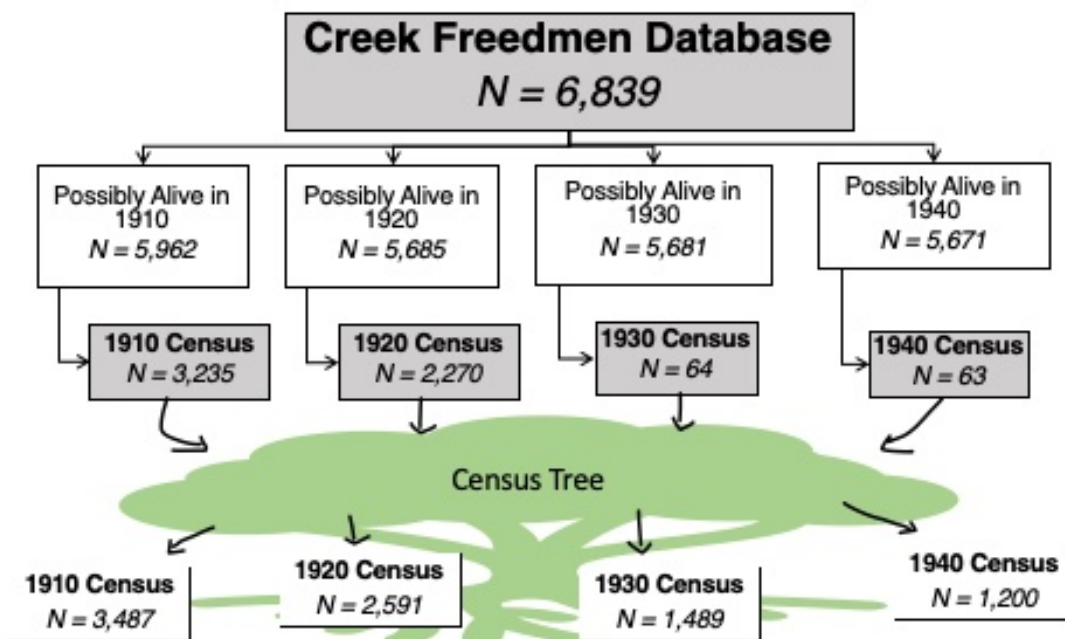 Creek Freedmen Database
N = 6,839
Possibly Alive in
1910
N = 5,962
Possibly Alive in
1920
N = 5,685
Possibly Alive in
1930
N = 5,681
Possibly Alive in
1940
N = 5,671
1910 Census
N = 3,235
1920 Census
N = 2,270
1930 Census
N = 64
1940 Census
N = 63
Census Tree
1910 Census
N = 3,487
1920 Census
N = 2,591
1930 Census
N = 1,489
1940 Census
N = 1,200